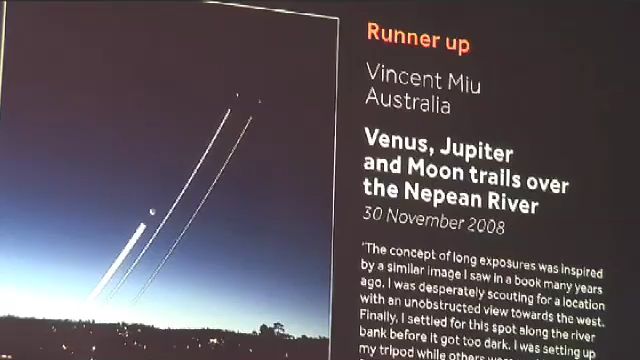 Runner up
Vincent Miu
Australia
Venus, Jupiter
and Moon trails over
the Nepean River
30 November 2008
'The concept of long exposures was inspired
by a similar image I saw in a book many years
ago. I was desperately scouting for a location
with an unobstructed view towards the west.
Finally, I settled for this spot along the river
bank before it got too dark. I was setting up
my tripod while others were